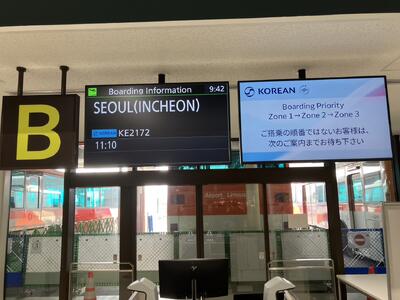 B
Boarding Information 9:42
SEOUL(INCHEON)
KE2172
11:10
KOREAN
Boarding Priority
Zone 1→Zone 2→Zone 3
ご搭乗の順番ではないお客様は、
次のご案内までお待ち下さい
Airport Limousine